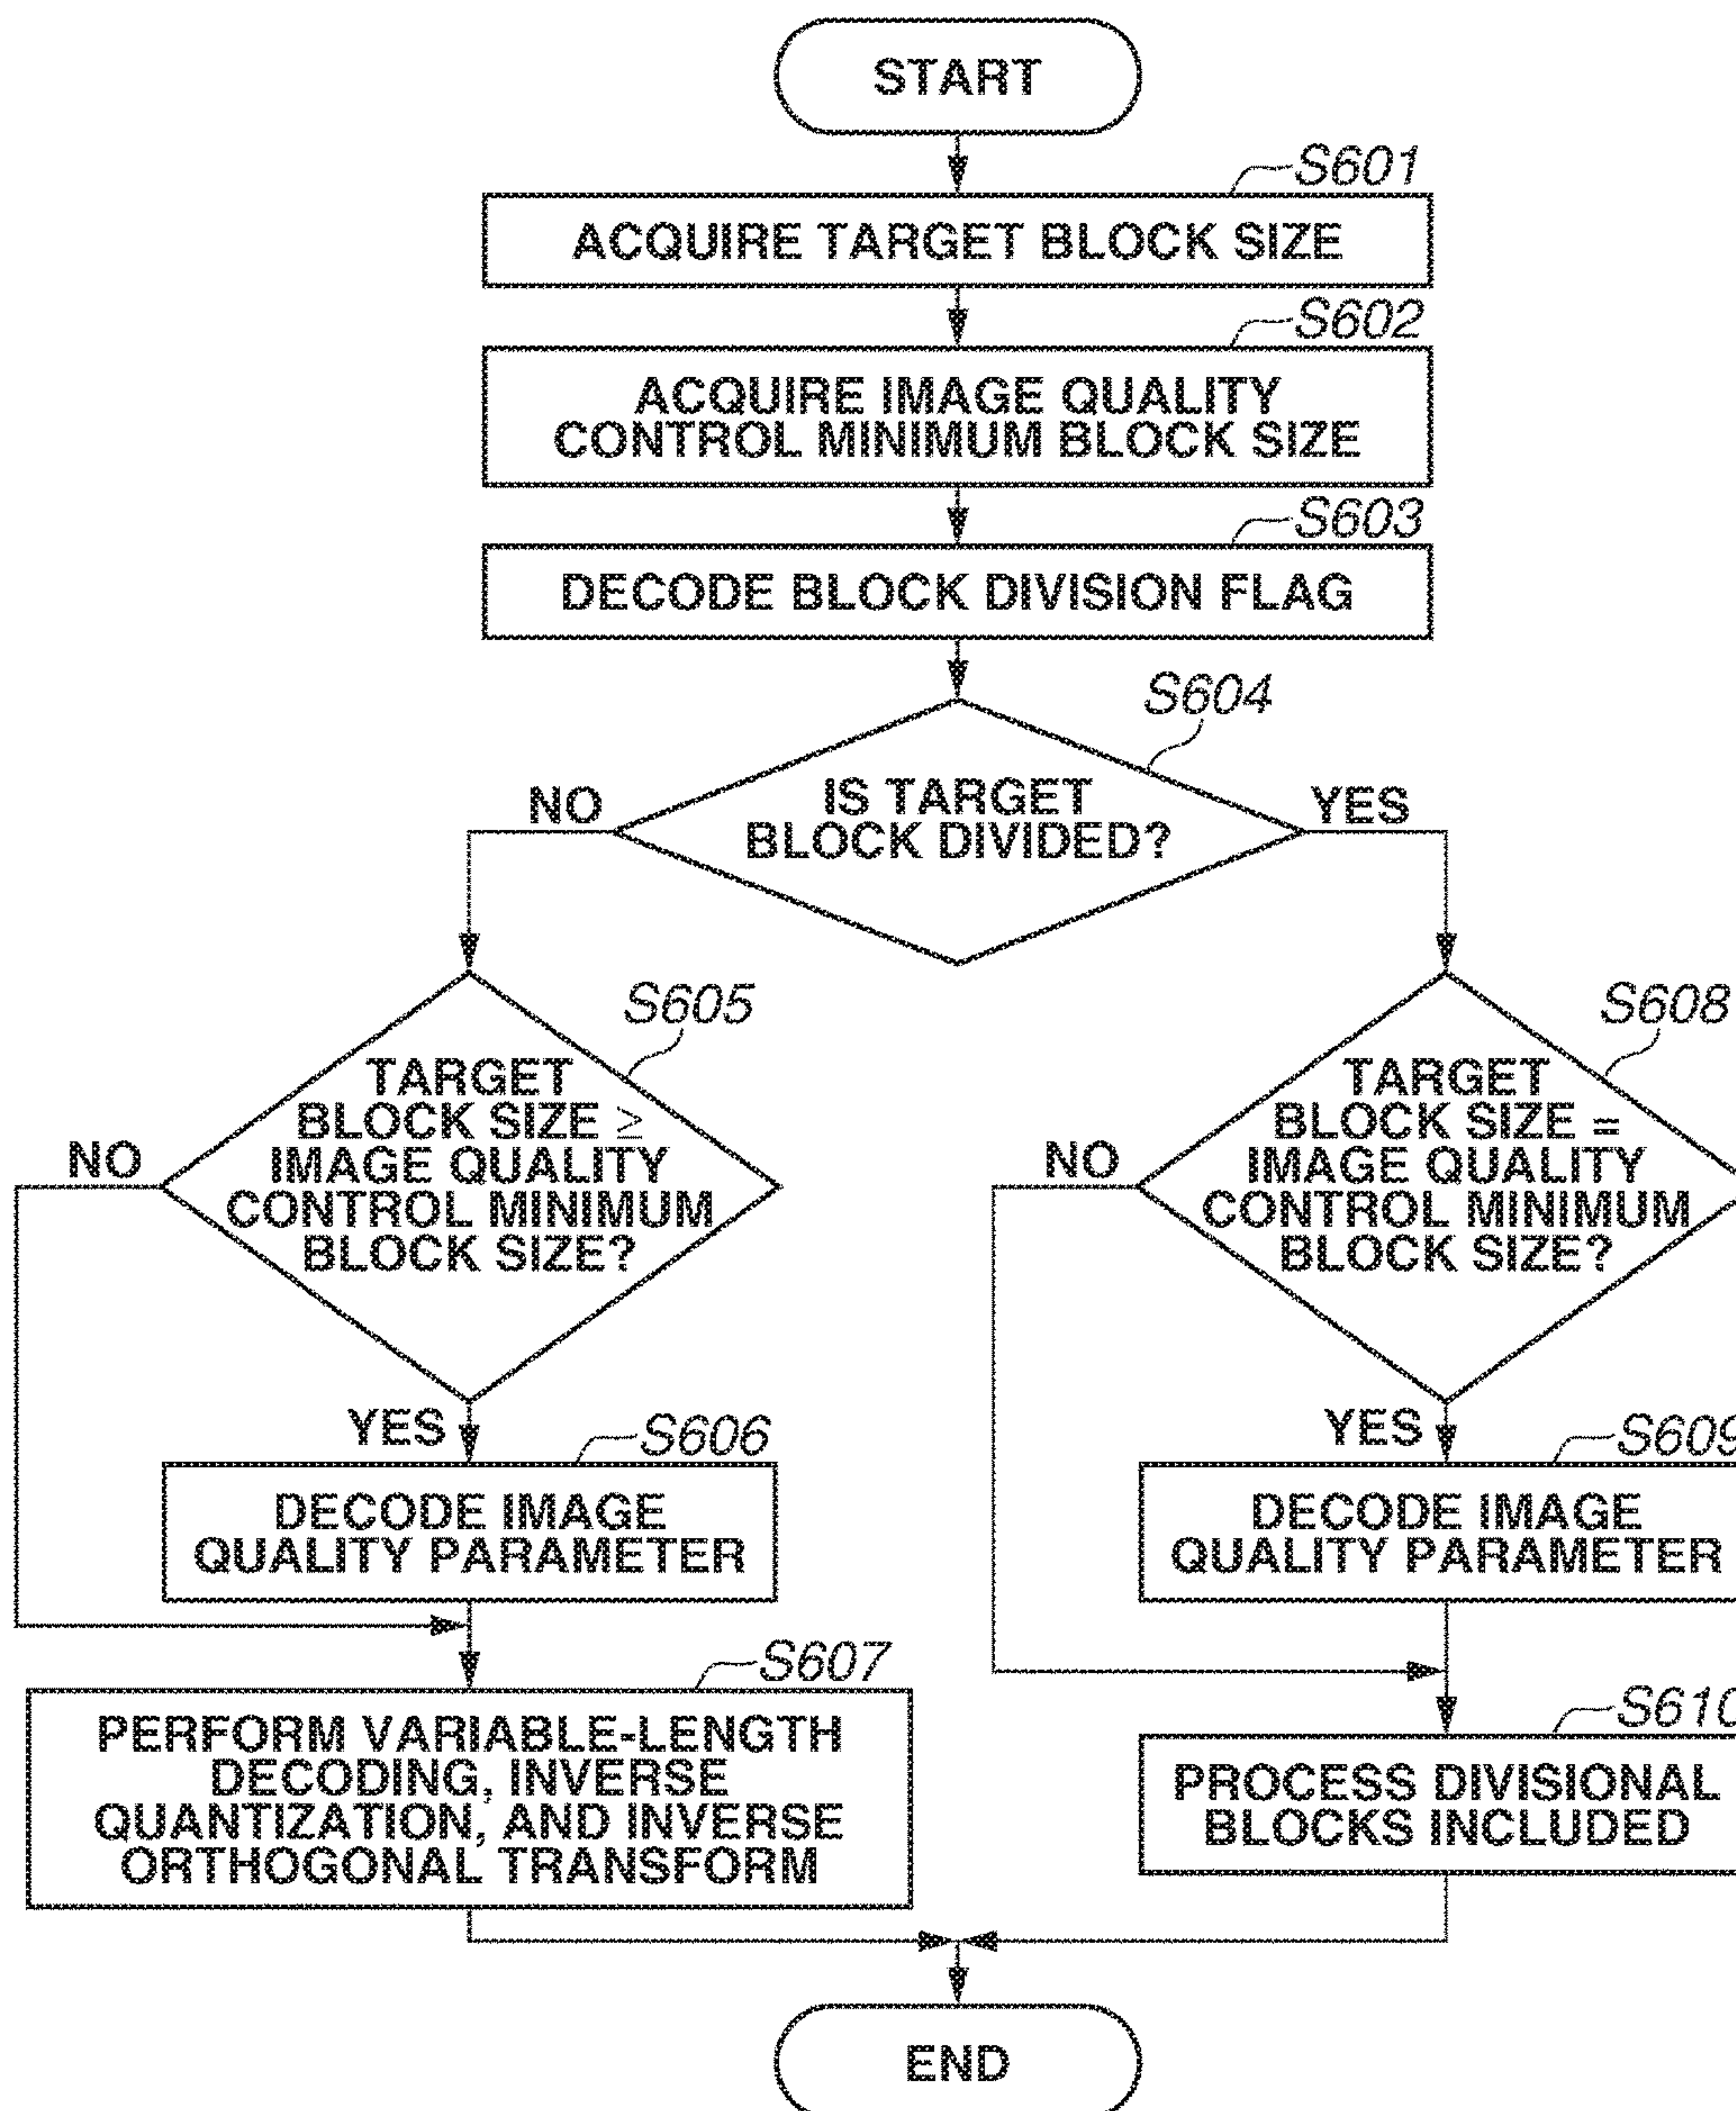 START
S601
ACQUIRE TARGET BLOCK SIZE
S602
ACQUIRE IMAGE QUALITY
CONTROL MINIMUM BLOCK SIZE
S603
DECODE BLOCK DIVISION FLAG
S604
IS TARGET
BLOCK DIVIDED?
NO
YES
S605
TARGET
BLOCK SIZE ≥
IMAGE QUALITY
CONTROL MINIMUM
BLOCK SIZE?
NO
YES
S606
DECODE IMAGE
QUALITY PARAMETER
S607
PERFORM VARIABLE-LENGTH
DECODING, INVERSE
QUANTIZATION, AND INVERSE
ORTHOGONAL TRANSFORM
S608
TARGET
BLOCK SIZE =
IMAGE QUALITY
CONTROL MINIMUM
BLOCK SIZE?
NO
YES
S609
DECODE IMAGE
QUALITY PARAMETER
S610
PROCESS DIVISIONAL
BLOCKS INCLUDED
END